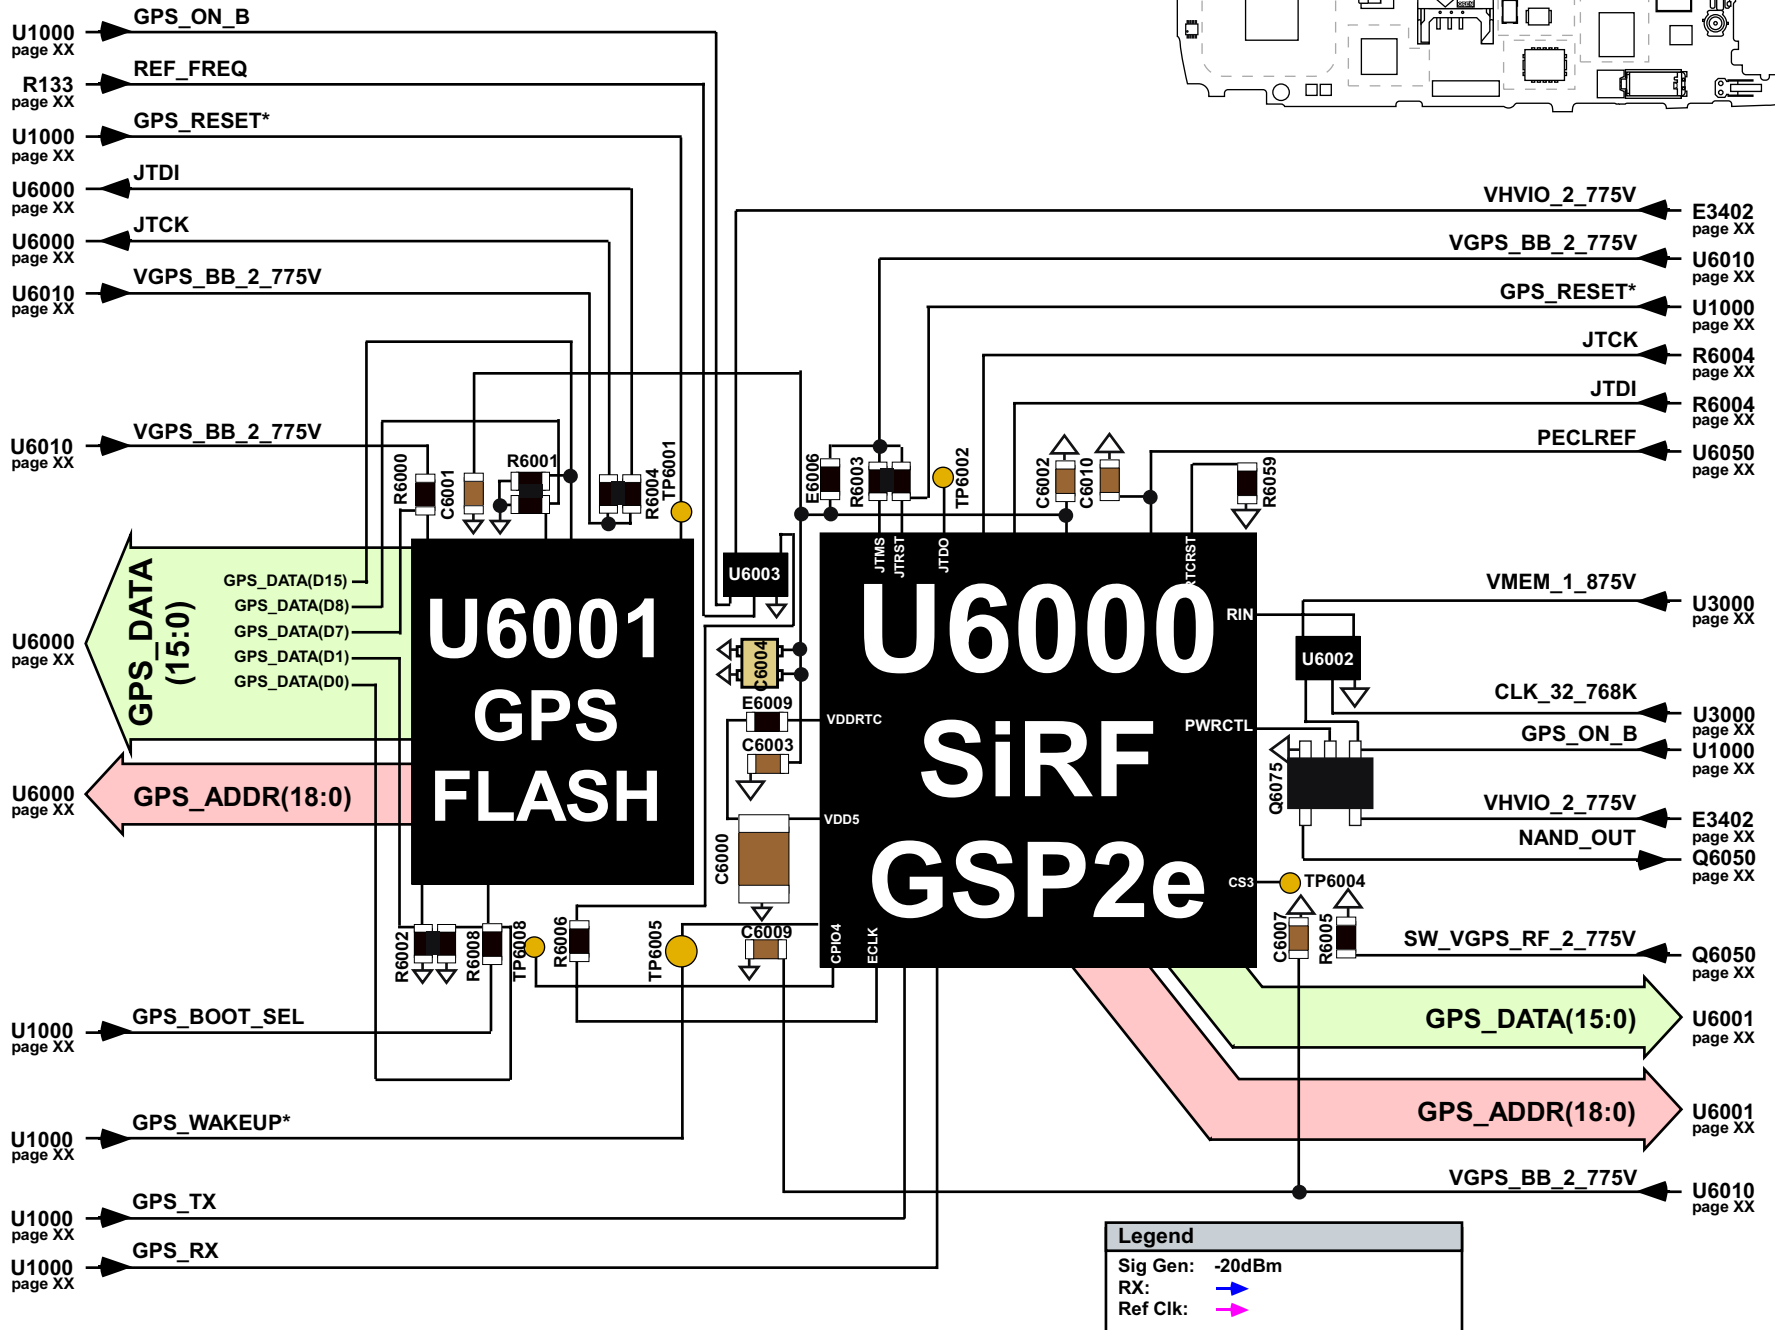 GPS_ON_B
U1000
page XX
REF_FREQ
R133
page XX
GPS_RESET*
U1000
page XX
JTDI
U6000
page XX
JTCK
U6000
page XX
VGPS_BB_2_775V
U6010
page XX
VGPS_BB_2_775V
U6010
page XX
R6000
C6001
R6001
R6004
TP6001
GPS_DATA
(15:0)
U6000
page XX
GPS_DATA(D15)
GPS_DATA(D8)
GPS_DATA(D7)
GPS_DATA(D1)
GPS_DATA(D0)
GPS_ADDR(18:0)
U6000
page XX
U6001
GPS
FLASH
U6003
C6004
E6009
C6003
C6000
C6009
R6002
R6008
TP6008
R6006
TP6005
GPS_BOOT_SEL
U1000
page XX
GPS_WAKEUP*
U1000
page XX
GPS_TX
U1000
page XX
GPS_RX
U1000
page XX
E6006
R6003
TP6002
C6002
C6010
R6059
JTMS
JTRST
JTDO
RTCRST
U6000
SiRF
GSP2e
VDDRTC
VDD5
CPIO4
ECLK
RIN
PWRCTL
CS3
U6002
Q6075
TP6004
C6007
R6005
VHVIO_2_775V
E3402
page XX
VGPS_BB_2_775V
U6010
page XX
GPS_RESET*
U1000
page XX
JTCK
R6004
page XX
JTDI
R6004
page XX
PECLREF
U6050
page XX
VMEM_1_875V
U3000
page XX
CLK_32_768K
U3000
page XX
GPS_ON_B
U1000
page XX
VHVIO_2_775V
E3402
page XX
NAND_OUT
Q6050
page XX
SW_VGPS_RF_2_775V
Q6050
page XX
GPS_DATA(15:0)
U6001
page XX
GPS_ADDR(18:0)
U6001
page XX
VGPS_BB_2_775V
U6010
page XX
Legend
Sig Gen: -20dBm
RX:
Ref Clk: